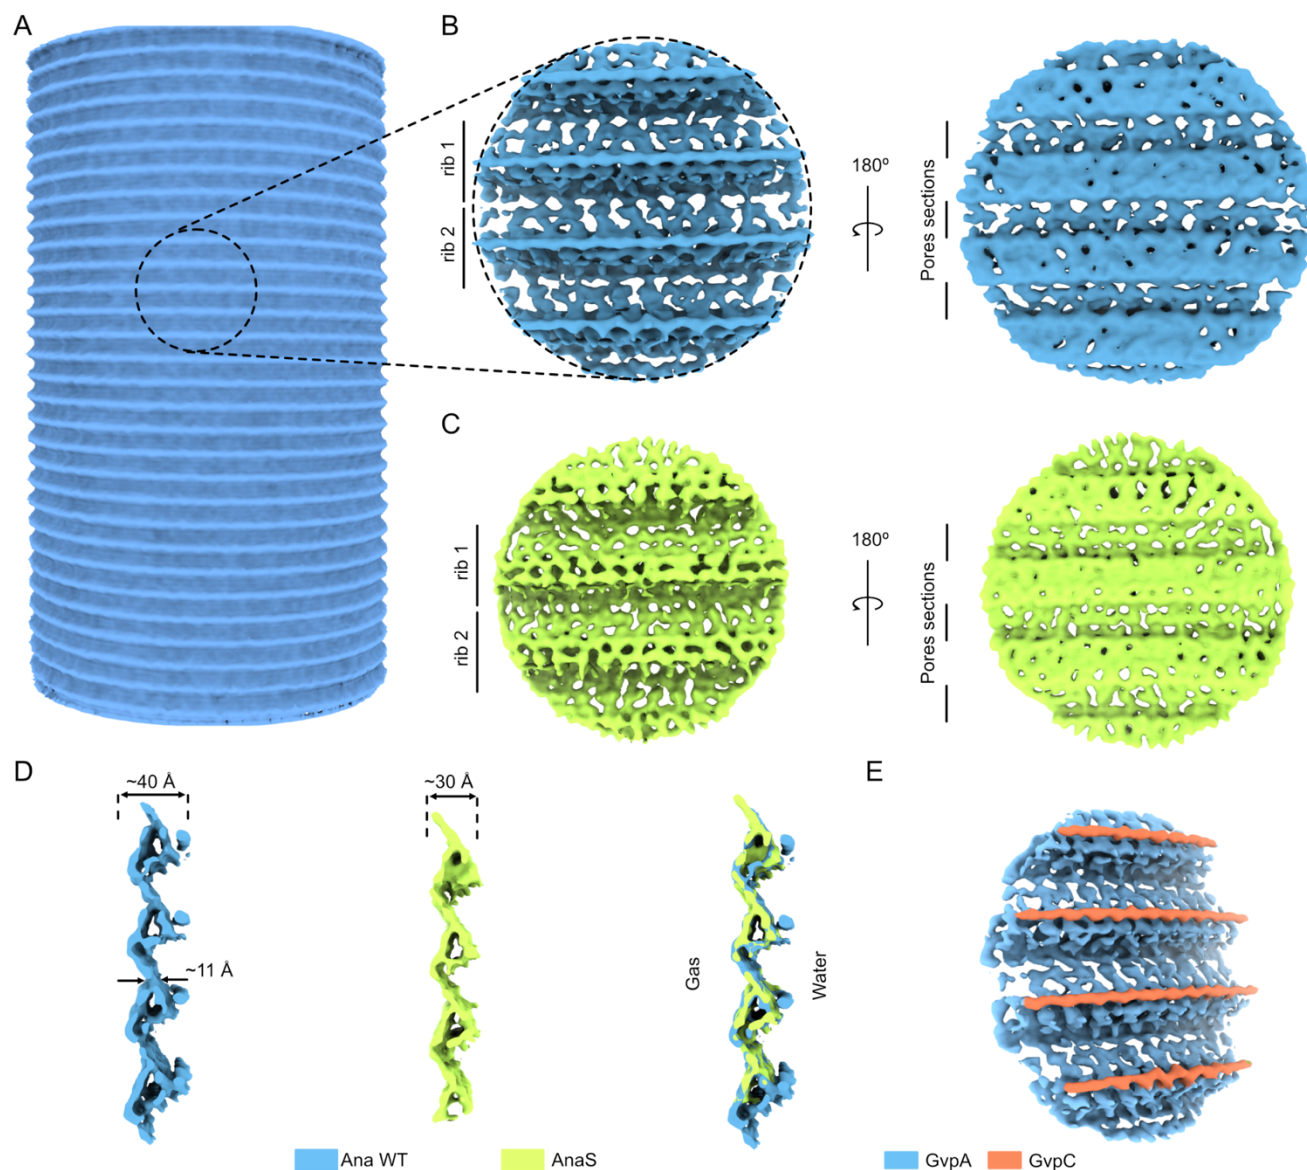 A
B
rib 1
rib 2
180º
Pores sections
C
rib 1
rib 2
180º
Pores sections
D
~40 Å
~11 Å
~30 Å
Gas
Water
E
Ana WT
AnaS
GvpA
GvpC